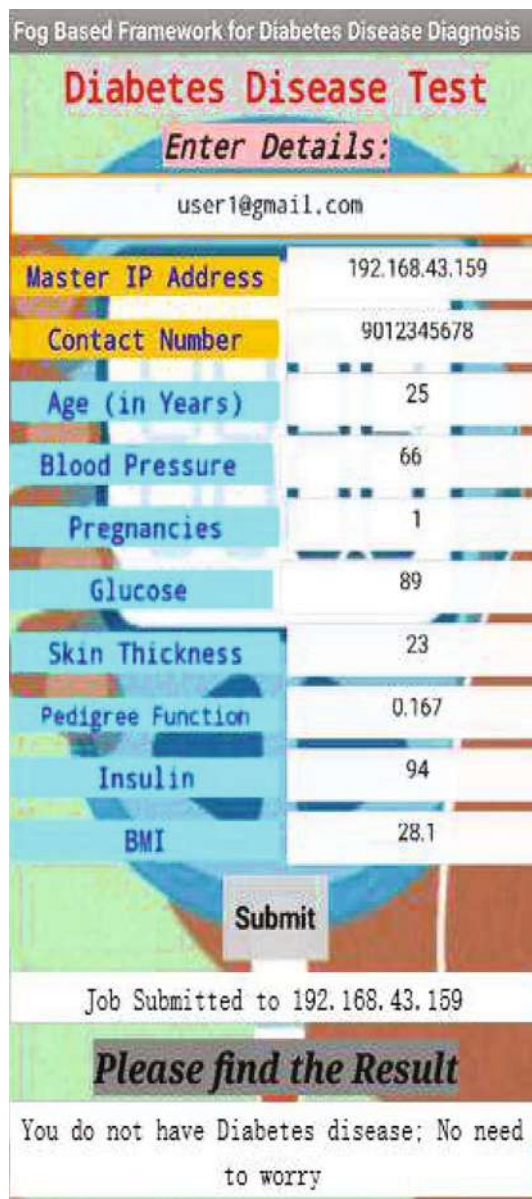 Fog Based Framework for Diabetes Disease Diagnosis
Diabetes Disease Test
Enter Details:
user1@gmail.com
Master IP Address 192.168.43.159
Contact Number 9012345678
Age (in Years) 25
Blood Pressure 66
Pregnancies 1
Glucose 89
Skin Thickness 23
Pedigree Function 0.167
Insulin 94
BMI 28.1
Submit
Job Submitted to 192.168.43.159
Please find the Result
You do not have Diabetes disease; No need
to worry